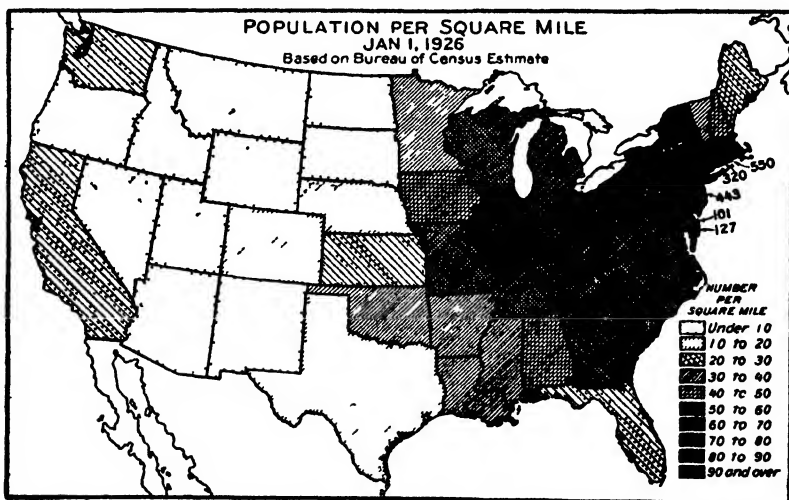 POPULATION PER SQUARE MILE
JAN 1, 1926
Based on Bureau of Census Estimate
550
320
443
101
127
NUMBER
PER
SQUARE MILE
Under 10
10 to 20
20 to 30
30 to 40
40 to 50
50 to 60
60 to 70
70 to 80
80 to 90
90 and over